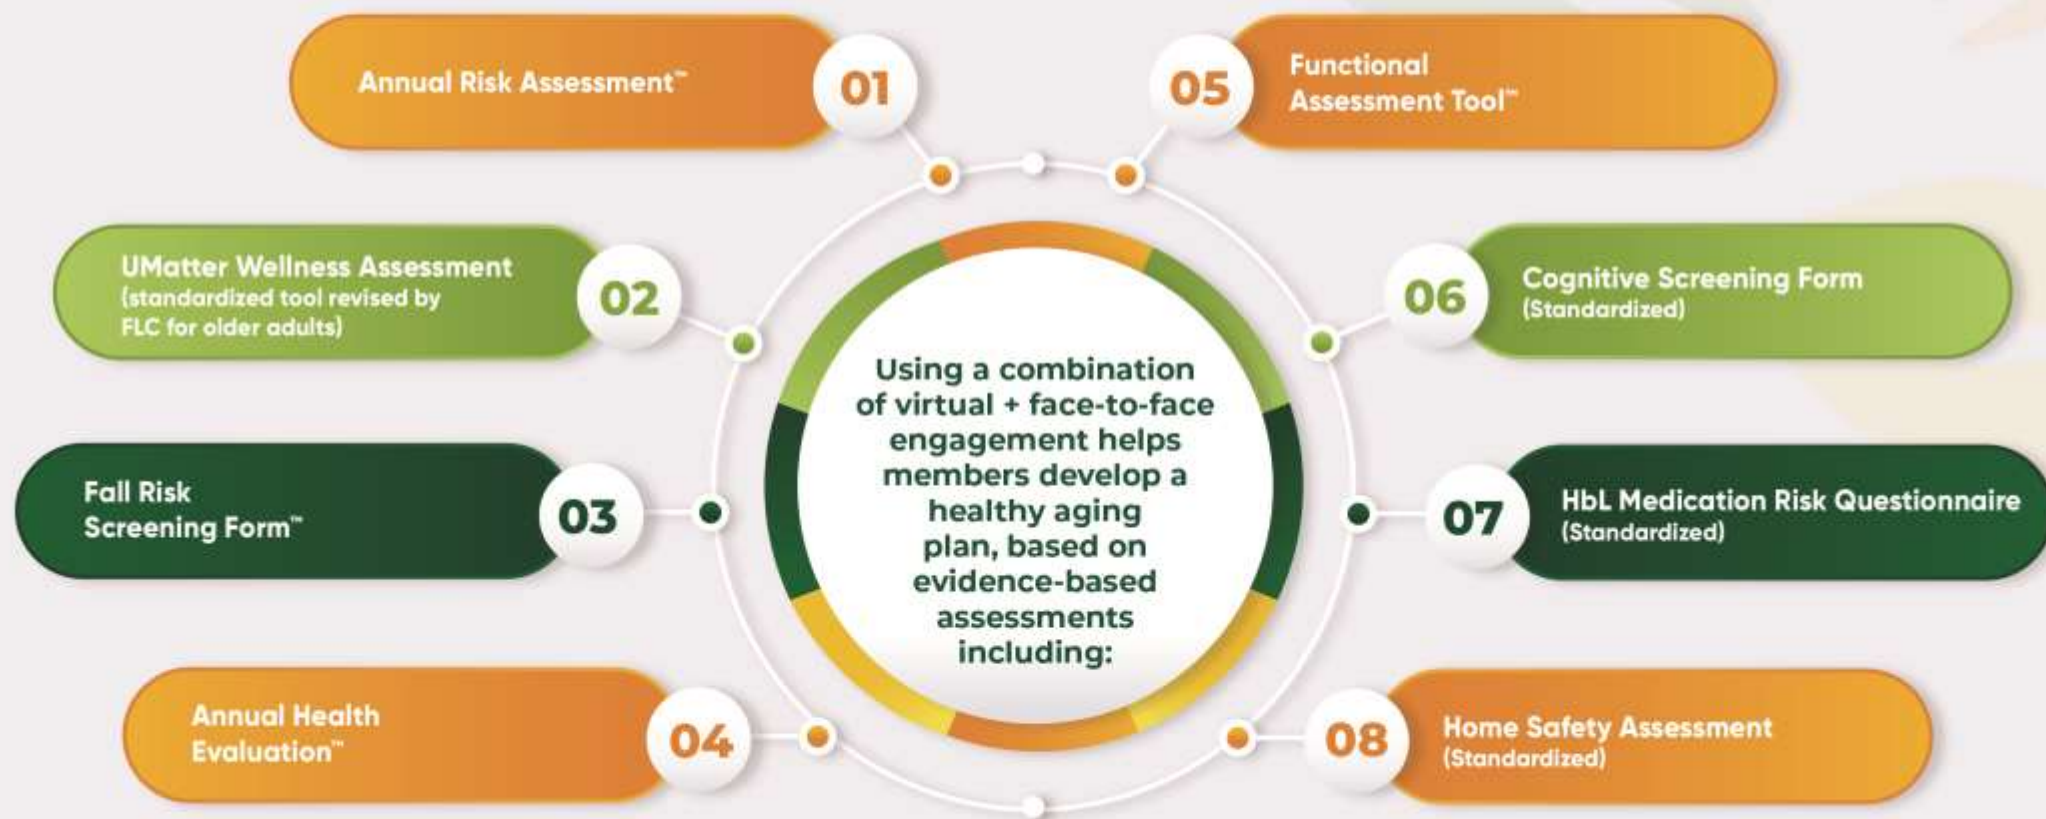 Annual Risk Assessment™
01
UMatter Wellness Assessment
(standardized tool revised by
FLC for older adults)
02
Fall Risk
Screening Form™
03
Annual Health
Evaluation™
04
Using a combination
of virtual + face-to-face
engagement helps
members develop a
healthy aging
plan, based on
evidence-based
assessments
including:
05
Functional
Assessment Tool™
06
Cognitive Screening Form
(Standardized)
07
HbL Medication Risk Questionnaire
(Standardized)
08
Home Safety Assessment
(Standardized)